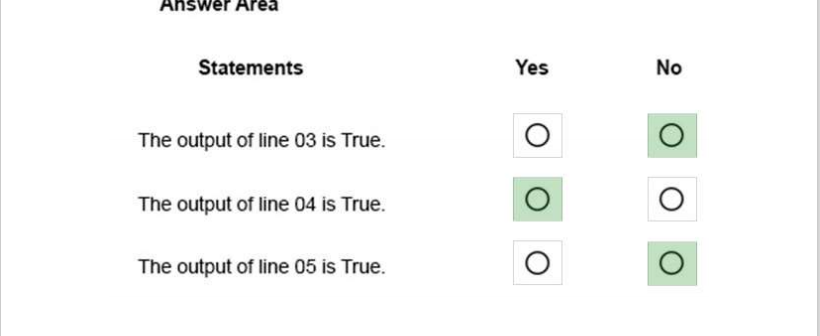 Answer Area
Statements Yes No
The output of line 03 is True.
The output of line 04 is True.
The output of line 05 is True.